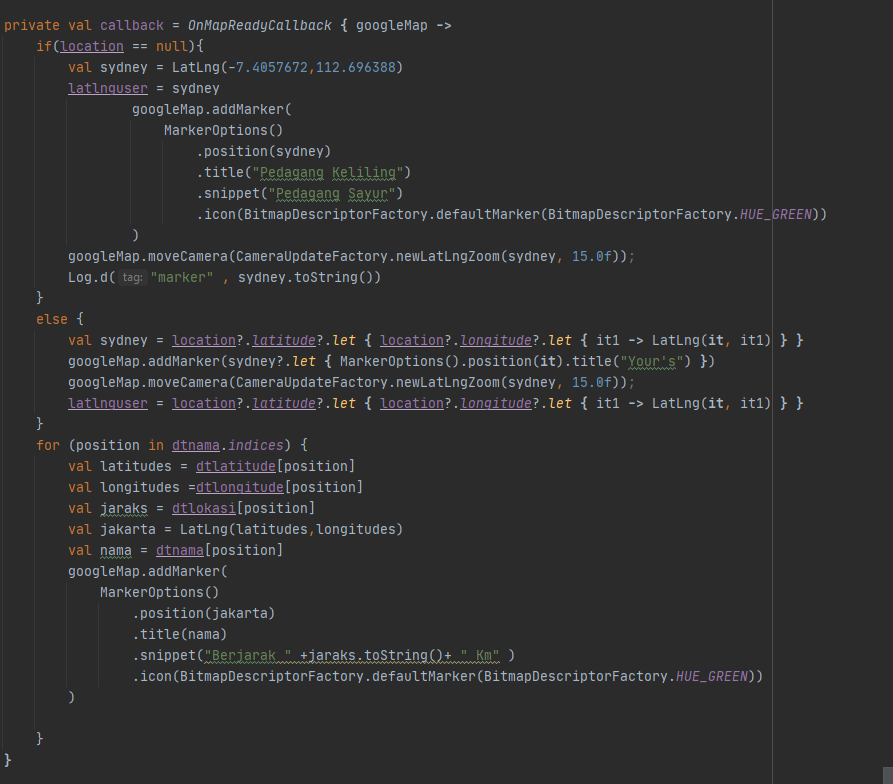 private val callback = OnMapReadyCallback { googleMap ->
    if(location == null){
        val sydney = LatLng(-7.4057672,112.696388)
        latlnguser = sydney
                googleMap.addMarker(
                    MarkerOptions()
                        .position(sydney)
                        .title("Pedagang Keliling")
                        .snippet("Pedagang Sayur")
                        .icon(BitmapDescriptorFactory.defaultMarker(BitmapDescriptorFactory.HUE_GREEN))
                )
        googleMap.moveCamera(CameraUpdateFactory.newLatLngZoom(sydney, 15.0f));
        Log.d( tag: "marker" , sydney.toString())
    }
    else {
        val sydney = location?.latitude?.let { location?.longitude?.let { it1 -> LatLng(it, it1) } }
        googleMap.addMarker(sydney?.let { MarkerOptions().position(it).title("Your's") })
        googleMap.moveCamera(CameraUpdateFactory.newLatLngZoom(sydney, 15.0f));
        latlnguser = location?.latitude?.let { location?.longitude?.let { it1 -> LatLng(it, it1) } }
    }
    for (position in dtnama.indices) {
        val latitudes = dtlatitude[position]
        val longitudes =dtlongitude[position]
        val jaraks = dtlokasi[position]
        val jakarta = LatLng(latitudes,longitudes)
        val nama = dtnama[position]
        googleMap.addMarker(
            MarkerOptions()
                .position(jakarta)
                .title(nama)
                .snippet("Berjarak " +jaraks.toString()+ " Km" )
                .icon(BitmapDescriptorFactory.defaultMarker(BitmapDescriptorFactory.HUE_GREEN))
        )
    }
}